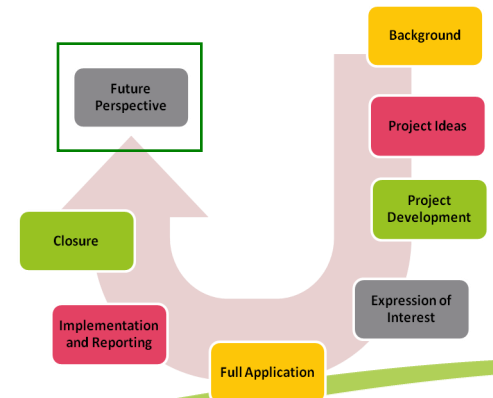 Background
Project Ideas
Project
Development
Expression of
Interest
Full Application
Implementation
and Reporting
Closure
Future
Perspective